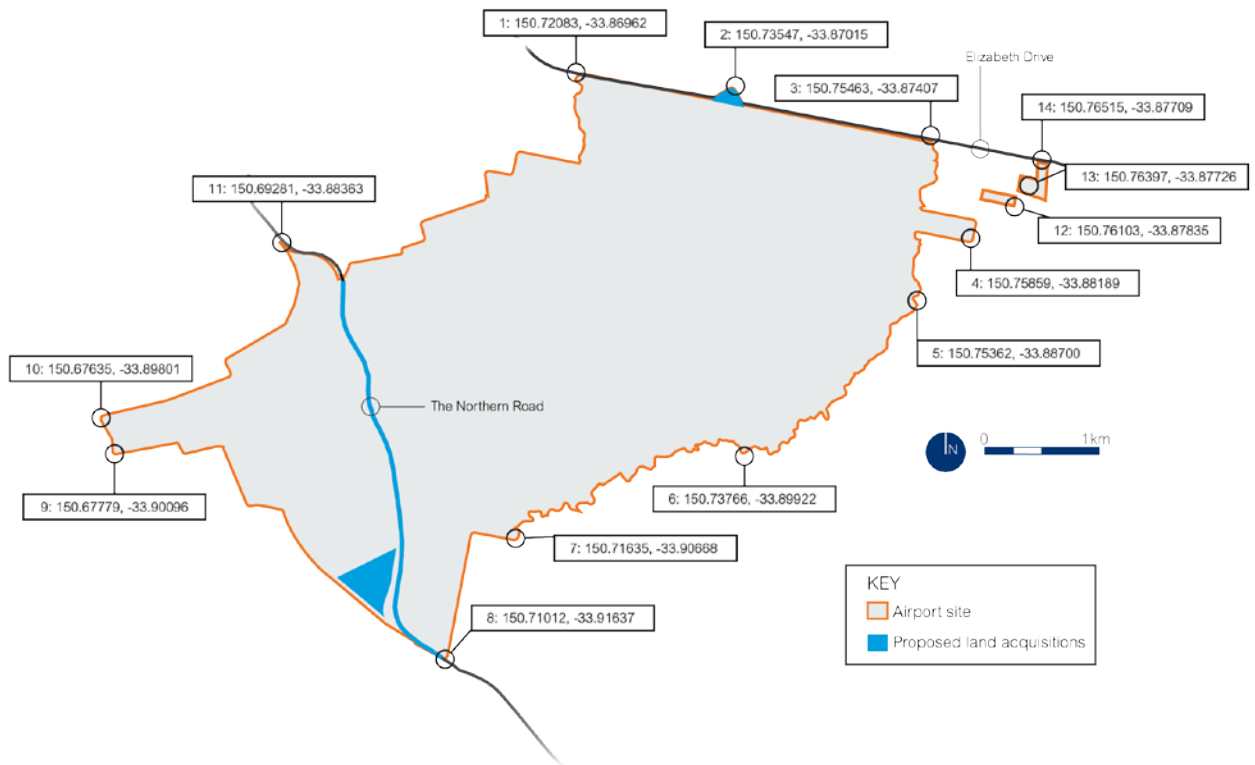 1: 150.72083, -33.86962
2: 150.73547, -33.87015
Elizabeth Drive
3: 150.75463, -33.87407
14: 150.76515, -33.87709
13: 150.76397, -33.87726
11: 150.69281, -33.88363
12: 150.76103, -33.87835
4: 150.75859, -33.88189
5: 150.75362, -33.88700
10: 150.67635, -33.89801
The Northern Road
N
0 1km
9: 150.67779, -33.90096
6: 150.73766, -33.89922
7: 150.71635, -33.90668
KEY
Airport site
8: 150.71012, -33.91637
Proposed land acquisitions